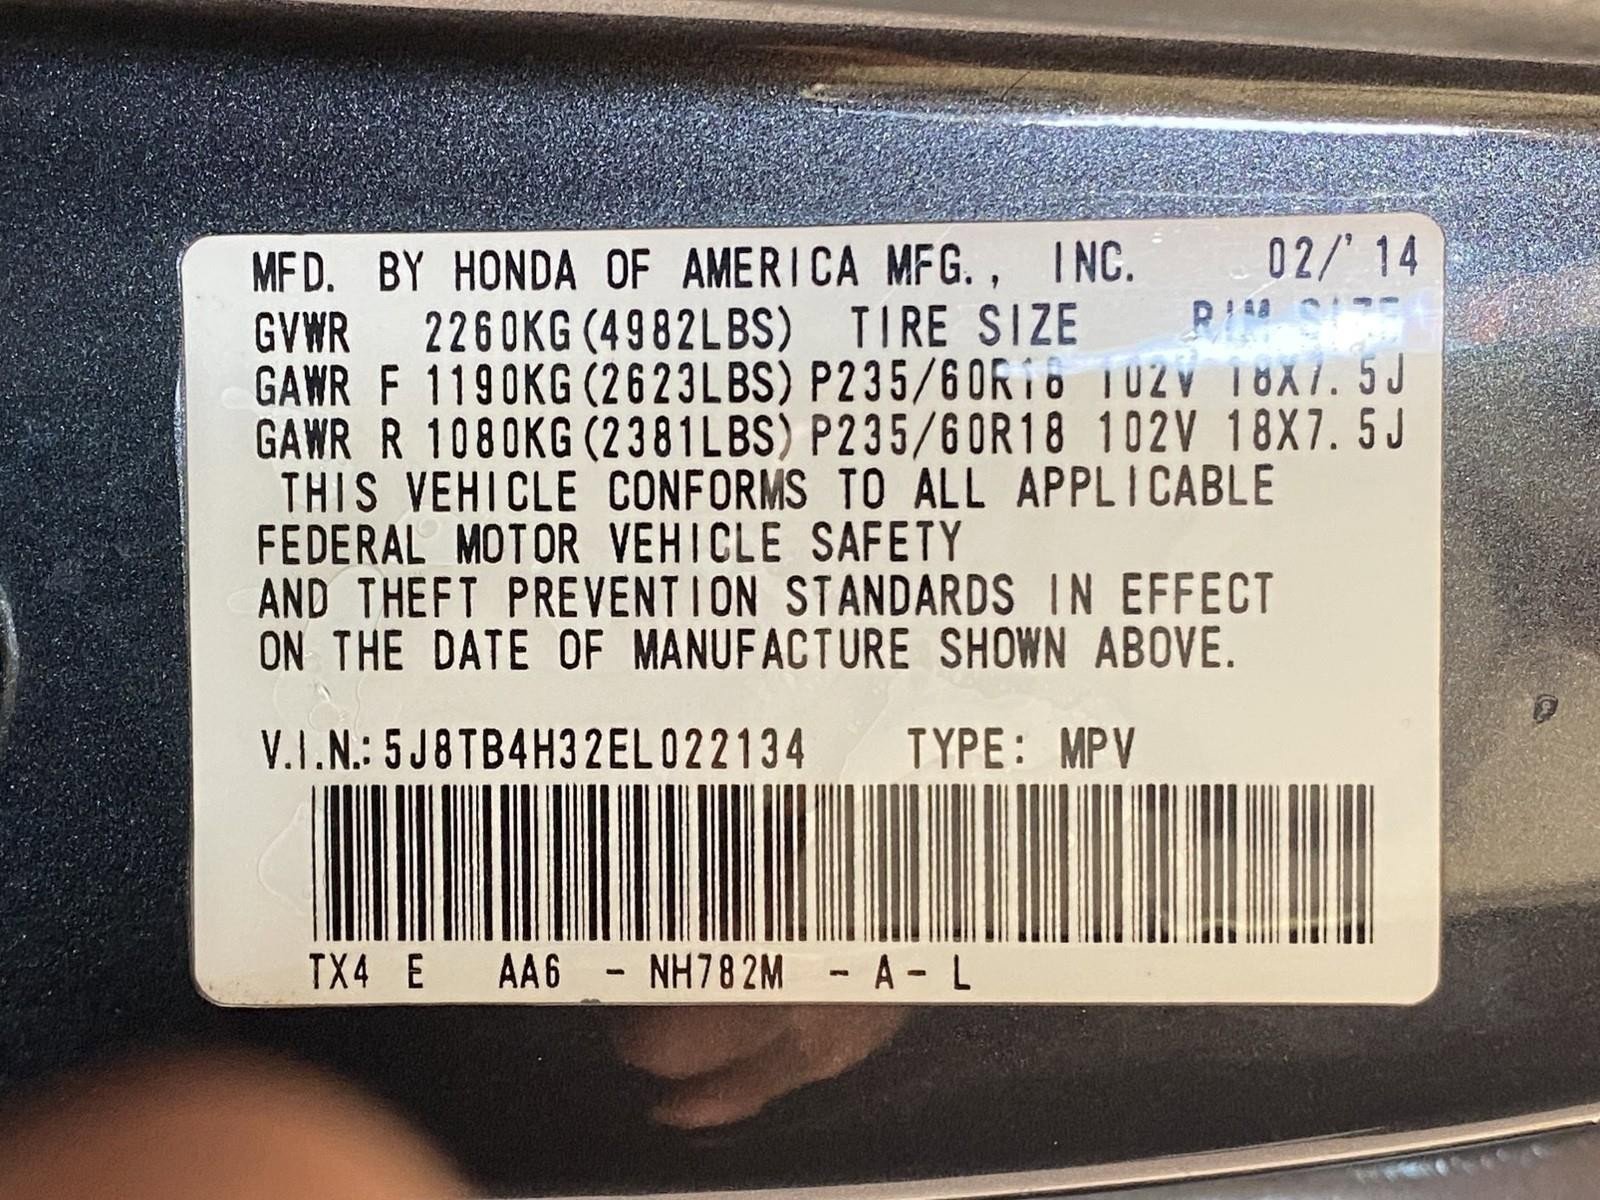 MFD. BY HONDA OF AMERICA MFG., INC. 02/'14
GVWR 2260KG(4982LBS) TIRE SIZE RIM SIZE
GAWR F 1190KG(2623LBS) P235/60R18 102V 18X7.5J
GAWR R 1080KG(2381LBS) P235/60R18 102V 18X7.5J
THIS VEHICLE CONFORMS TO ALL APPLICABLE
FEDERAL MOTOR VEHICLE SAFETY
AND THEFT PREVENTION STANDARDS IN EFFECT
ON THE DATE OF MANUFACTURE SHOWN ABOVE.
V.I.N.: 5J8TB4H32EL022134 TYPE: MPV
TX4 E AA6 - NH782M - A - L